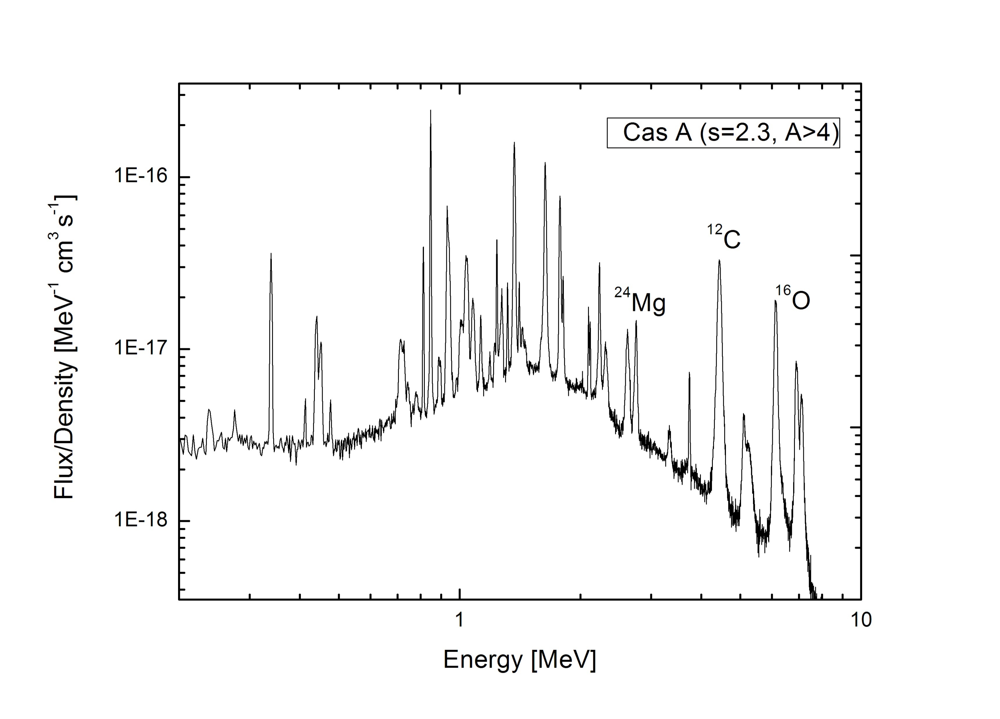 Cas A (s=2.3, A>4)
1E-16
1E-17
1E-18
Flux/Density [MeV⁻¹ cm³ s⁻¹]
¹²C
²⁴Mg
¹⁶O
1
10
Energy [MeV]